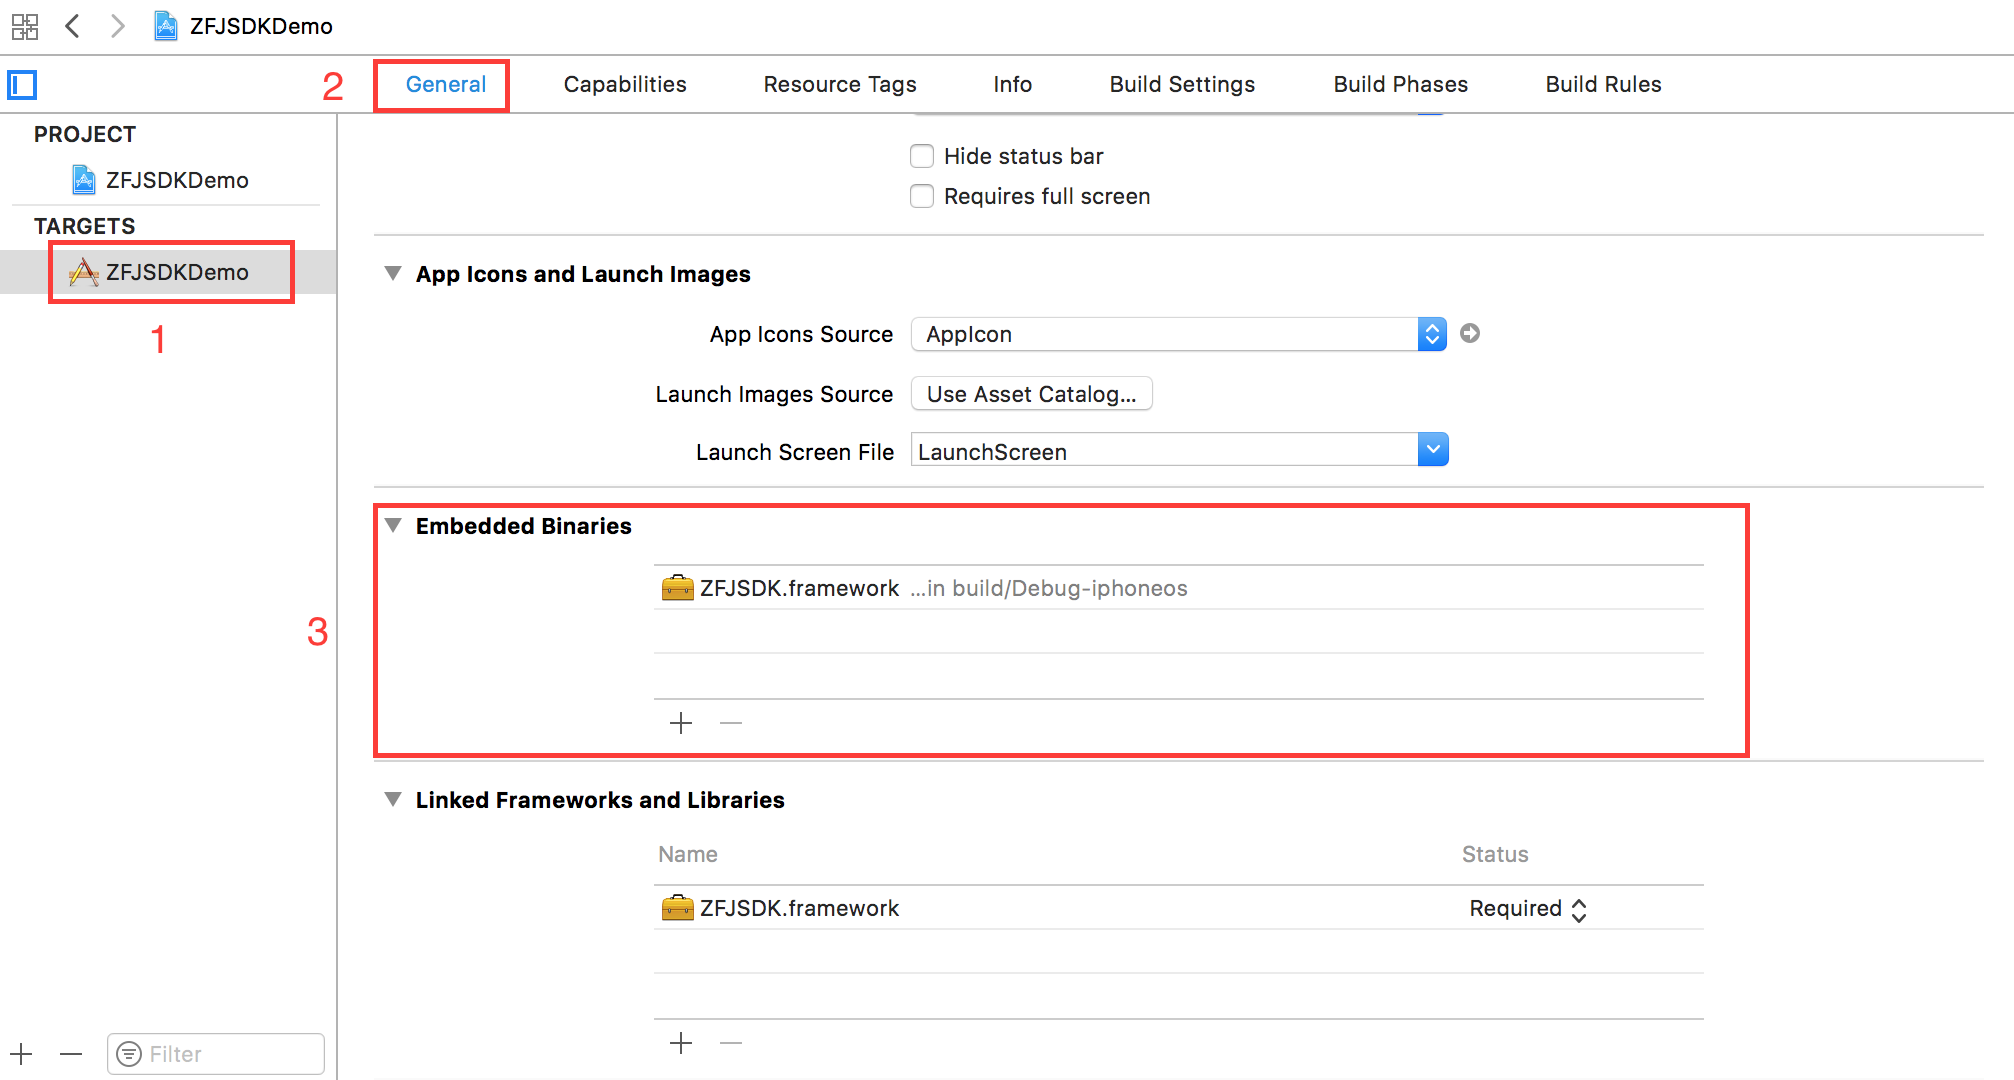 ZFJSDKDemo
2 General Capabilities Resource Tags Info Build Settings Build Phases Build Rules
PROJECT
ZFJSDKDemo
TARGETS
ZFJSDKDemo
1
Hide status bar
Requires full screen
App Icons and Launch Images
App Icons Source AppIcon
Launch Images Source Use Asset Catalog...
Launch Screen File LaunchScreen
3
Embedded Binaries
ZFJSDK.framework ...in build/Debug-iphoneos
Linked Frameworks and Libraries
Name Status
ZFJSDK.framework Required
Filter